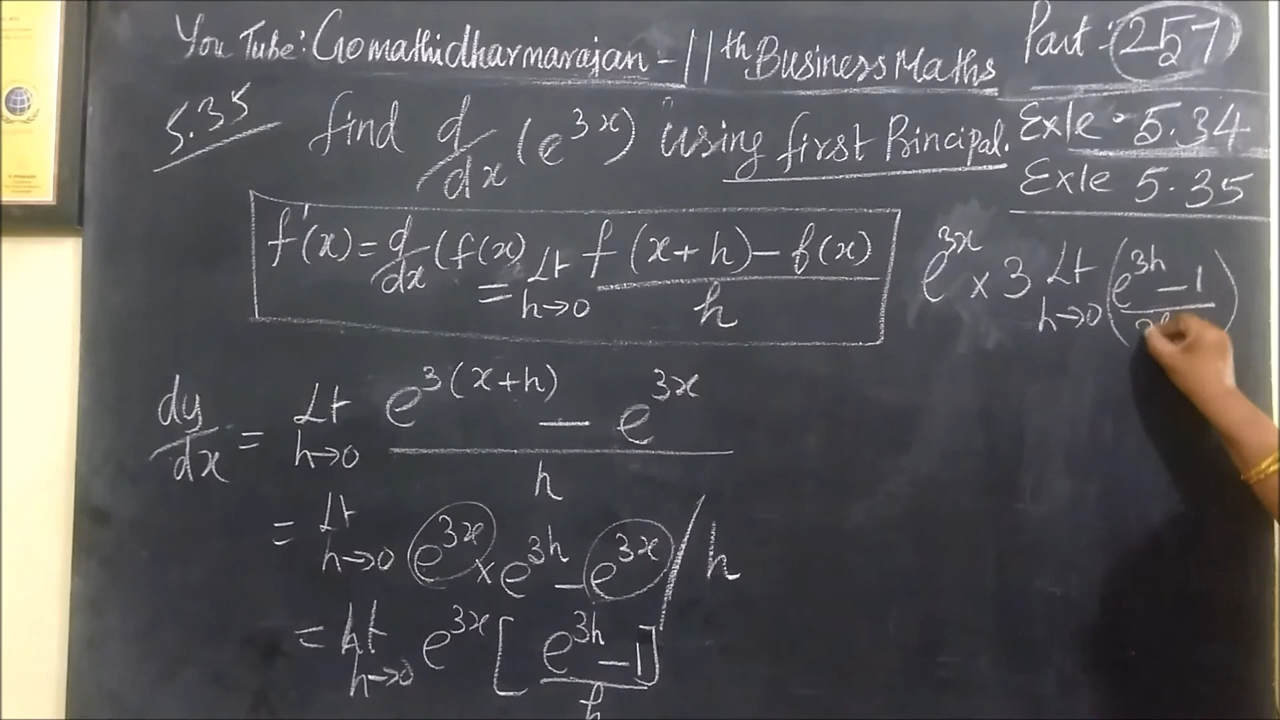 You Tube: Gomathidharmarajan - 11th Business Maths
Part: 257
Exle 5.34
Exle 5.35
5.35 find d/dx (e^3x) using first Principal.
f'(x) = d/dx (f(x) = Lt h→0 f(x+h) - f(x) / h
dy/dx = Lt h→0 e^3(x+h) - e^3x / h
= Lt h→0 e^3x × e^3h - e^3x / h
= Lt h→0 e^3x [e^3h - 1 / h]
e^3x × 3 Lt h→0 (e^3h - 1 /)